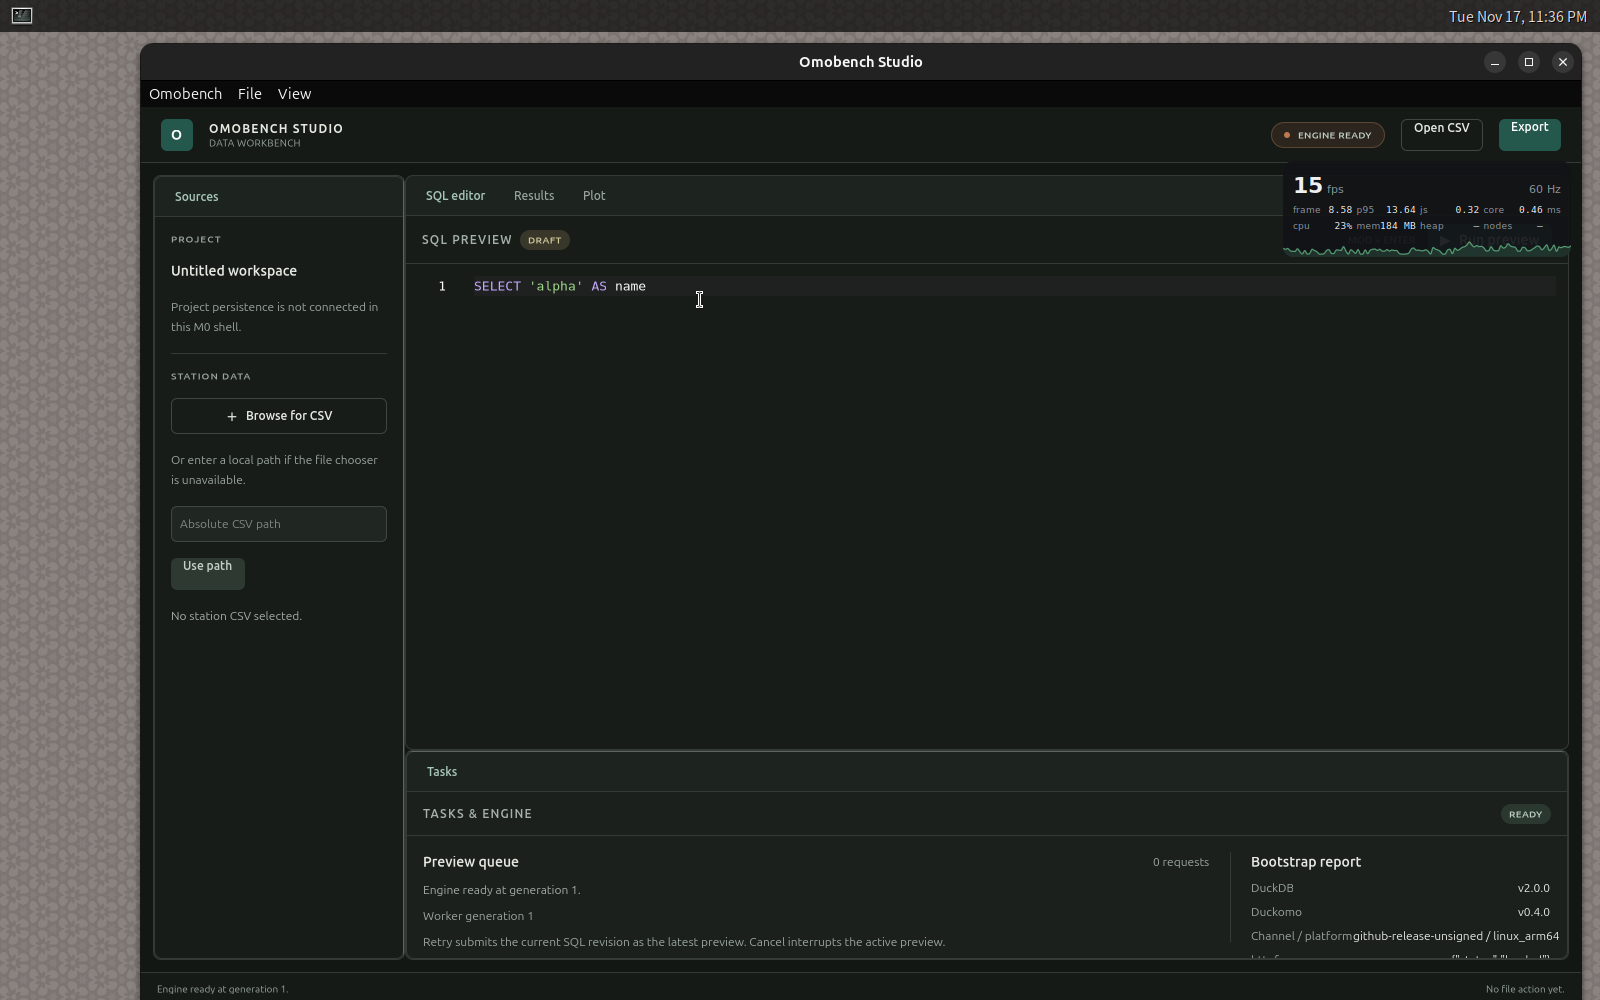 Tue Nov 17, 11:36 PM
Omobench Studio
Omobench File View
O
OMOBENCH STUDIO
DATA WORKBENCH
ENGINE READY
Open CSV
Export
Sources
PROJECT
Untitled workspace
Project persistence is not connected in
this M0 shell.
STATION DATA
+ Browse for CSV
Or enter a local path if the file chooser
is unavailable.
Absolute CSV path
Use path
No station CSV selected.
SQL editor Results Plot
SQL PREVIEW DRAFT
15 fps 60 Hz
frame 8.58 p95 13.64 js 0.32 core 0.46 ms
cpu 23% mem 184 MB heap — nodes —
Run preview
1 SELECT 'alpha' AS name
Tasks
TASKS & ENGINE
READY
Preview queue 0 requests
Engine ready at generation 1.
Worker generation 1
Retry submits the current SQL revision as the latest preview. Cancel interrupts the active preview.
Bootstrap report
DuckDB v2.0.0
Duckomo v0.4.0
Channel / platform github-release-unsigned / linux_arm64
Engine ready at generation 1.
No file action yet.